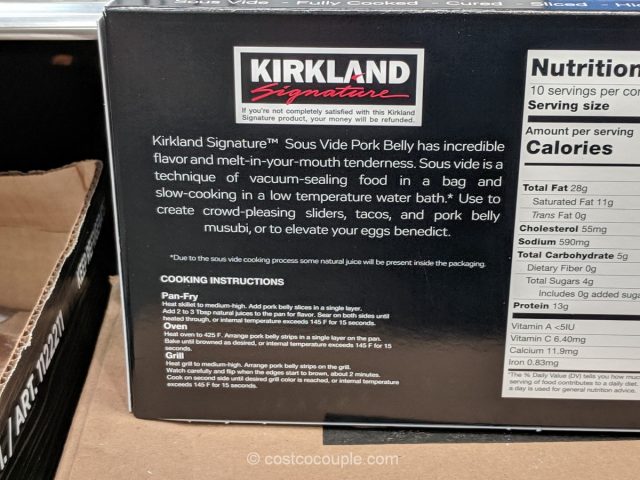 Sous Vide - Fully Cooked - Cured - Sliced
KIRKLAND
Signature
If you're not completely satisfied with this Kirkland
Signature product, your money will be refunded.
Kirkland Signature™ Sous Vide Pork Belly has incredible
flavor and melt-in-your-mouth tenderness. Sous vide is a
technique of vacuum-sealing food in a bag and
slow-cooking in a low temperature water bath.* Use to
create crowd-pleasing sliders, tacos, and pork belly
musubi, or to elevate your eggs benedict.
*Due to the sous vide cooking process some natural juice will be present inside the packaging.
COOKING INSTRUCTIONS
Pan-Fry
Heat skillet to medium-high. Add pork belly slices in a single layer.
Add 2 to 3 Tbsp natural juices to the pan for flavor. Sear on both sides until
heated through, or internal temperature exceeds 145 F for 15 seconds.
Oven
Heat oven to 425 F. Arrange pork belly strips in a single layer on the pan.
Bake until browned as desired, or internal temperature exceeds 145 F for 15
seconds.
Grill
Heat grill to medium-high. Arrange pork belly strips on the grill.
Watch carefully and flip when the edges start to brown, about 2 minutes.
Cook on second side until desired grill color is reached, or internal temperature
exceeds 145 F for 15 seconds.
Nutrition
10 servings per
Serving size
Amount per serving
Calories
Total Fat 28g
Saturated Fat 11g
Trans Fat 0g
Cholesterol 55mg
Sodium 590mg
Total Carbohydrate 5g
Dietary Fiber 0g
Total Sugars 4g
Includes 0g added
Protein 13g
Vitamin A <5IU
Vitamin C 6.40mg
Calcium 11.9mg
Iron 0.83mg
*The % Daily Value (DV) tells you how
serving of food contributes to a daily
a day is used for general nutrition advice.
/ ART. 1122211
© costcocouple.com